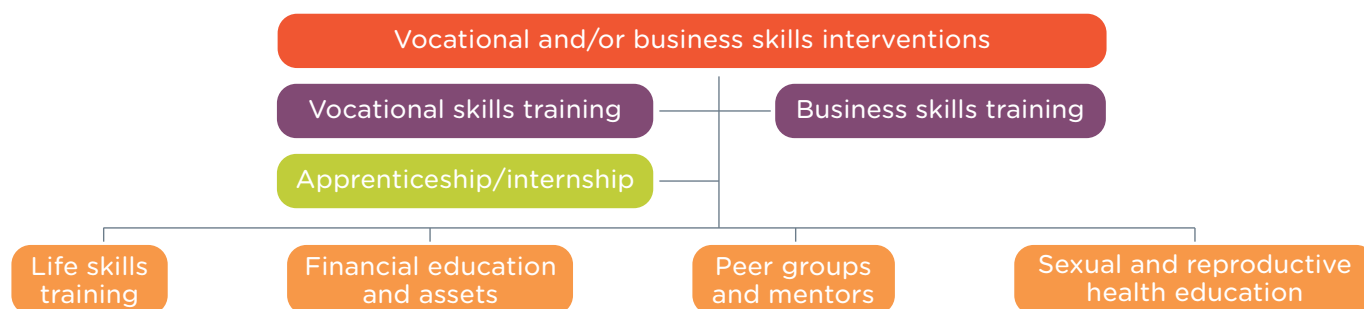 Vocational and/or business skills interventions
Vocational skills training
Business skills training
Apprenticeship/internship
Life skills
training
Financial education
and assets
Peer groups
and mentors
Sexual and reproductive
health education